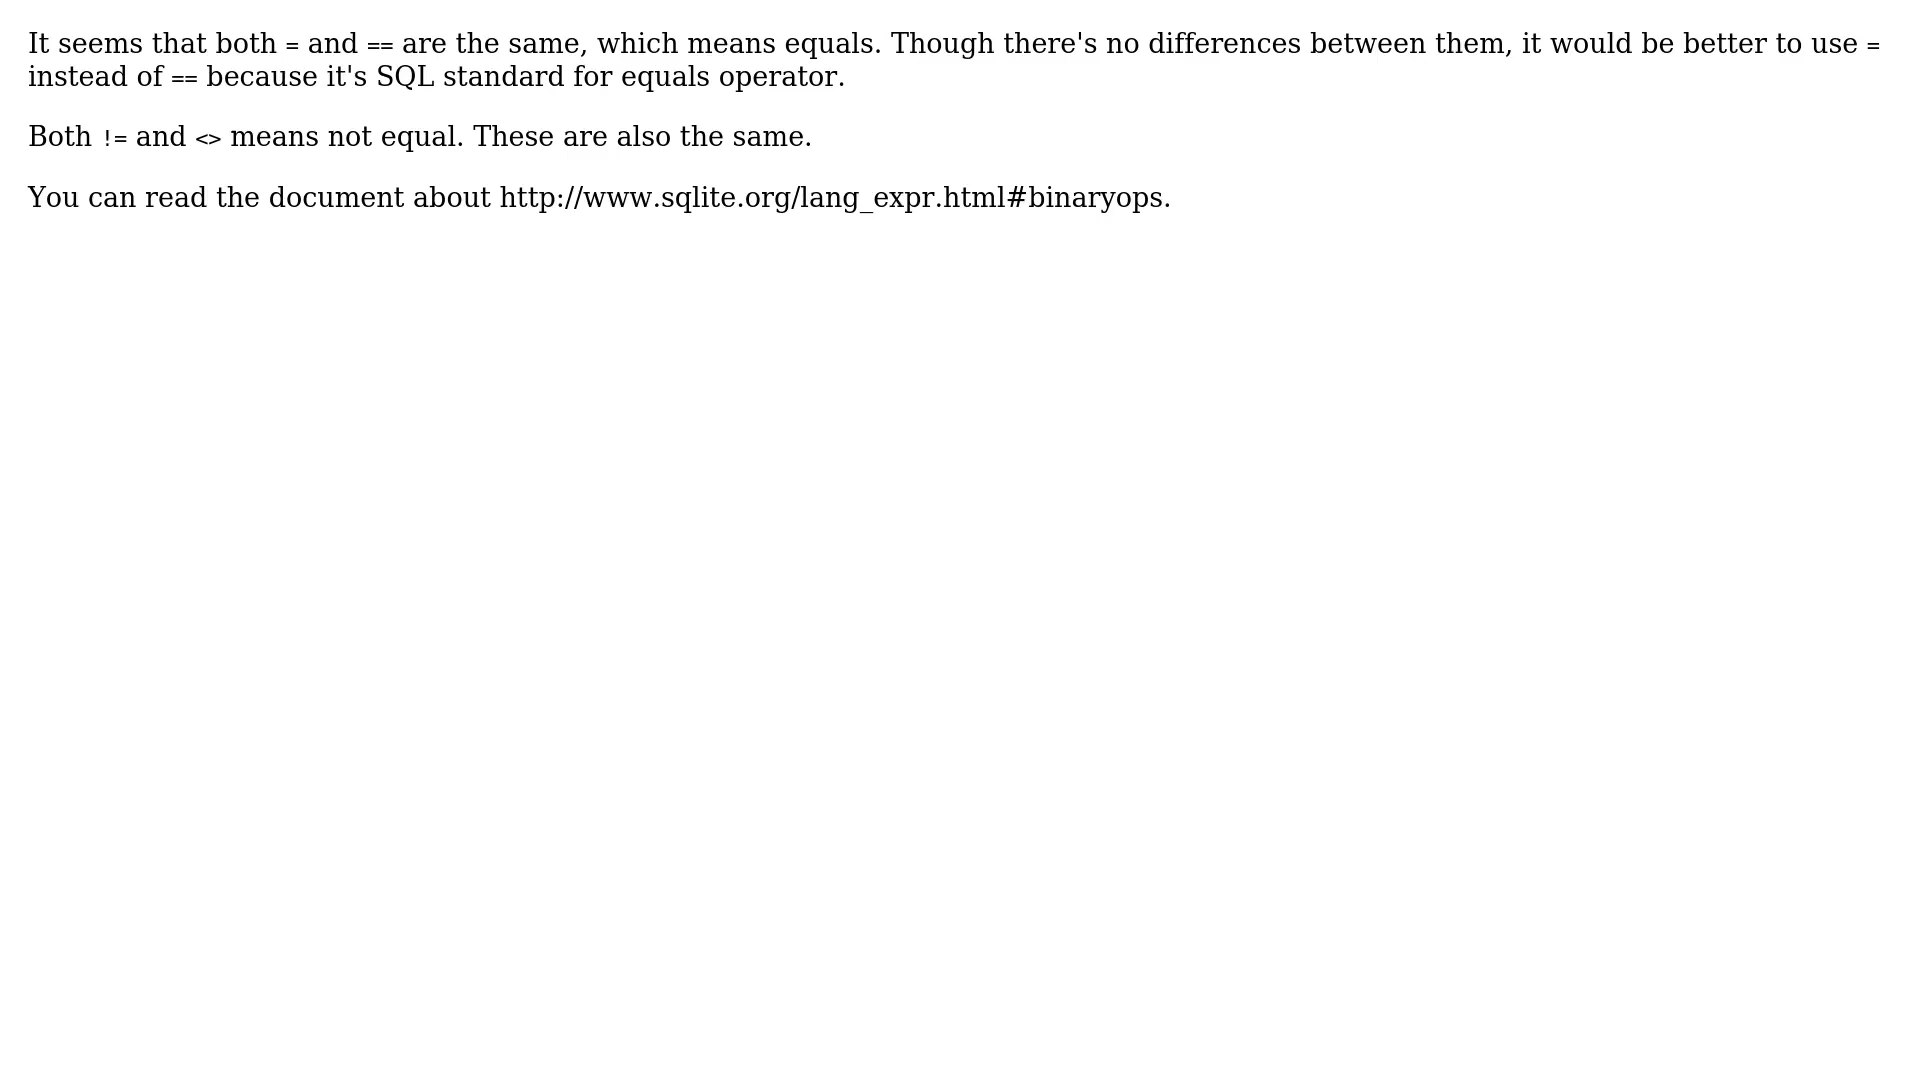 It seems that both = and == are the same, which means equals. Though there's no differences between them, it would be better to use =
instead of == because it's SQL standard for equals operator.
Both != and <> means not equal. These are also the same.
You can read the document about http://www.sqlite.org/lang_expr.html#binaryops.